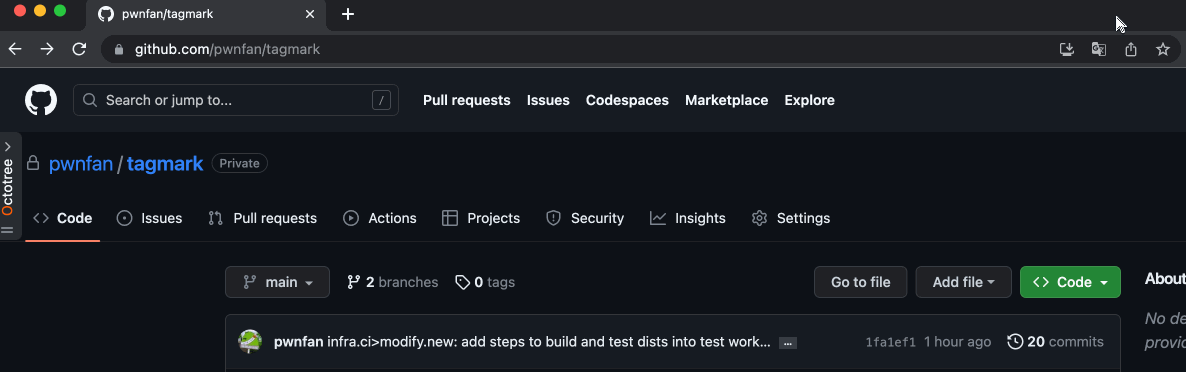 pwnfan/tagmark
github.com/pwnfan/tagmark
Search or jump to... / Pull requests Issues Codespaces Marketplace Explore
Octotree
pwnfan / tagmark Private
Code Issues Pull requests Actions Projects Security Insights Settings
main 2 branches 0 tags Go to file Add file Code
About
pwnfan infra.ci>modify.new: add steps to build and test dists into test work... ... 1fa1ef1 1 hour ago 20 commits
No de
provid